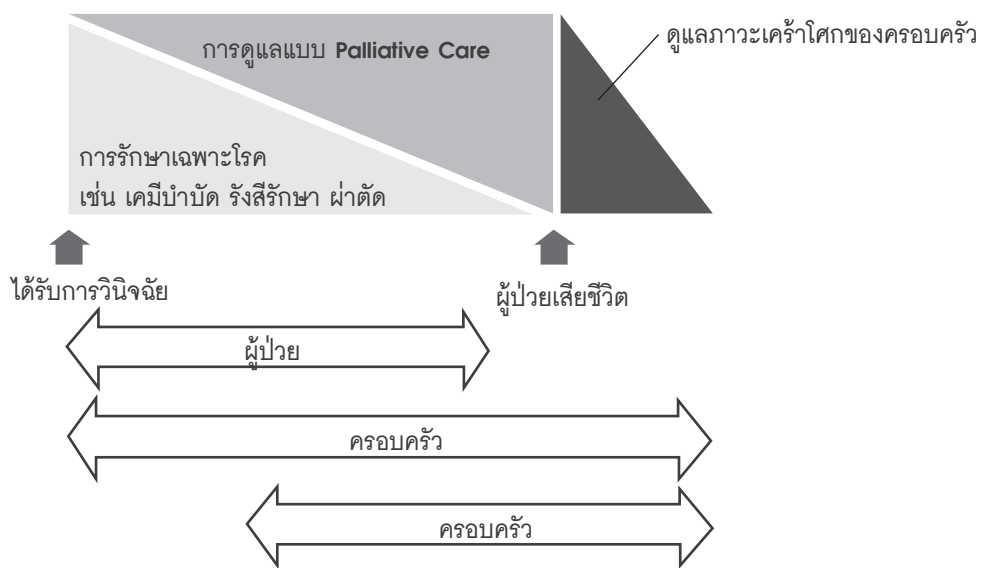 การดูแลแบบ Palliative Care
ดูแลภาวะเศร้าโศกของครอบครัว
การรักษาเฉพาะโรค
เช่น เคมีบำบัด รังสีรักษา ผ่าตัด
ได้รับการวินิจฉัย
ผู้ป่วยเสียชีวิต
ผู้ป่วย
ครอบครัว
ครอบครัว